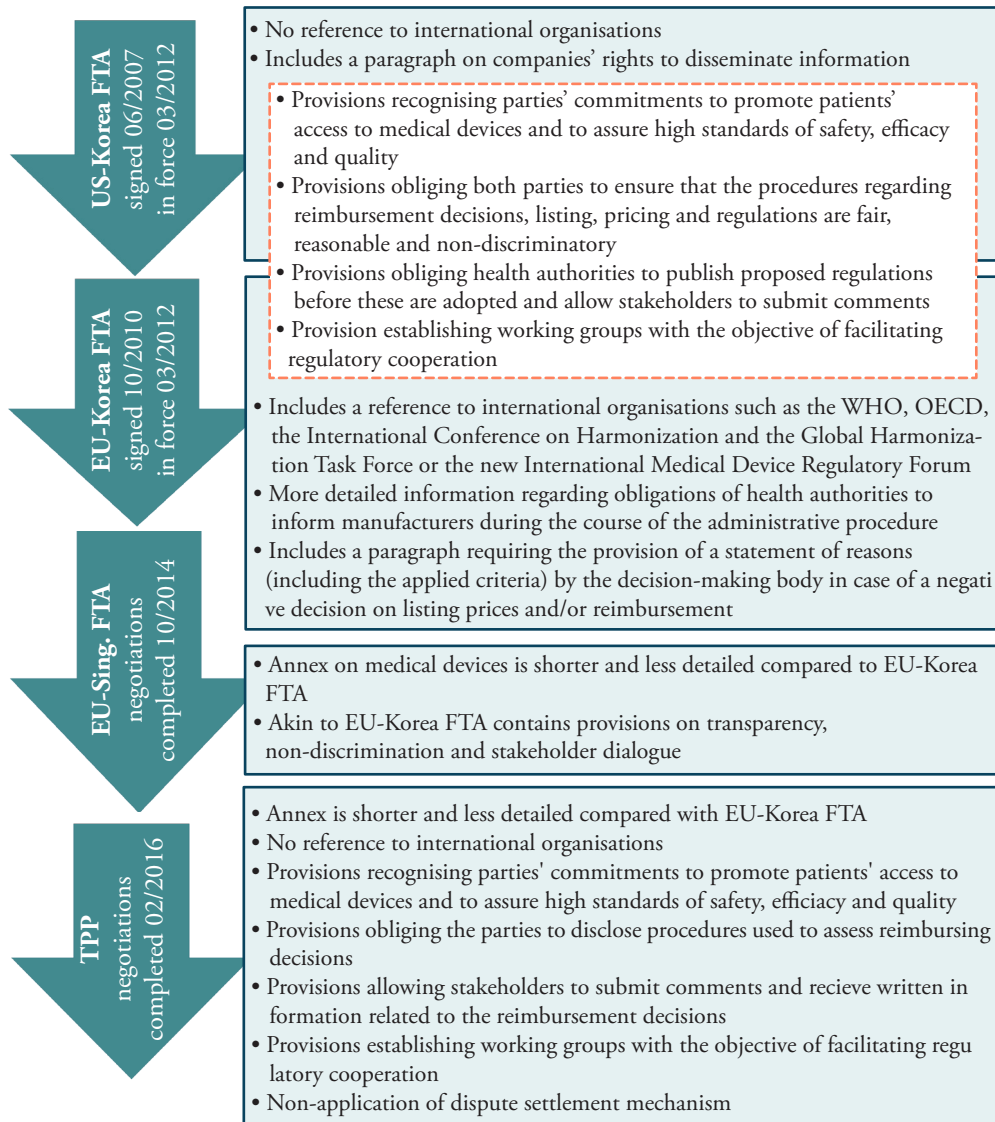 US-Korea FTA
signed 06/2007
in force 03/2012
• No reference to international organisations
• Includes a paragraph on companies’ rights to disseminate information
• Provisions recognising parties’ commitments to promote patients’
access to medical devices and to assure high standards of safety, efficacy
and quality
• Provisions obliging both parties to ensure that the procedures regarding
reimbursement decisions, listing, pricing and regulations are fair,
reasonable and non-discriminatory
• Provisions obliging health authorities to publish proposed regulations
before these are adopted and allow stakeholders to submit comments
• Provision establishing working groups with the objective of facilitating
regulatory cooperation
EU-Korea FTA
signed 10/2010
in force 03/2012
• Includes a reference to international organisations such as the WHO, OECD,
the International Conference on Harmonization and the Global Harmoniza-
tion Task Force or the new International Medical Device Regulatory Forum
• More detailed information regarding obligations of health authorities to
inform manufacturers during the course of the administrative procedure
• Includes a paragraph requiring the provision of a statement of reasons
(including the applied criteria) by the decision-making body in case of a negati
ve decision on listing prices and/or reimbursement
EU-Sing. FTA
negotiations
completed 10/2014
• Annex on medical devices is shorter and less detailed compared to EU-Korea
FTA
• Akin to EU-Korea FTA contains provisions on transparency,
non-discrimination and stakeholder dialogue
TPP
negotiations
completed 02/2016
• Annex is shorter and less detailed compared with EU-Korea FTA
• No reference to international organisations
• Provisions recognising parties' commitments to promote patients' access to
medical devices and to assure high standards of safety, efficiacy and quality
• Provisions obliging the parties to disclose procedures used to assess reimbursing
decisions
• Provisions allowing stakeholders to submit comments and recieve written in
formation related to the reimbursement decisions
• Provisions establishing working groups with the objective of facilitating regu
latory cooperation
• Non-application of dispute settlement mechanism